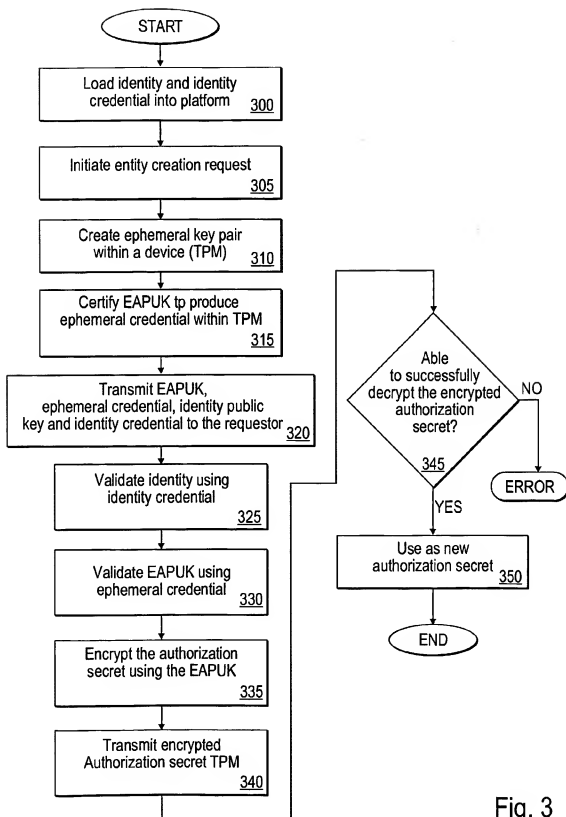 START
Load identity and identity
credential into platform
300
Initiate entity creation request
305
Create ephemeral key pair
within a device (TPM)
310
Certify EAPUK tp produce
ephemeral credential within TPM
315
Transmit EAPUK,
ephemeral credential, identity public
key and identity credential to the requestor
320
Validate identity using
identity credential
325
Validate EAPUK using
ephemeral credential
330
Encrypt the authorization
secret using the EAPUK
335
Transmit encrypted
Authorization secret TPM
340
Able
to successfully
decrypt the encrypted
authorization
secret?
345
NO
ERROR
YES
Use as new
authorization secret
350
END
Fig. 3